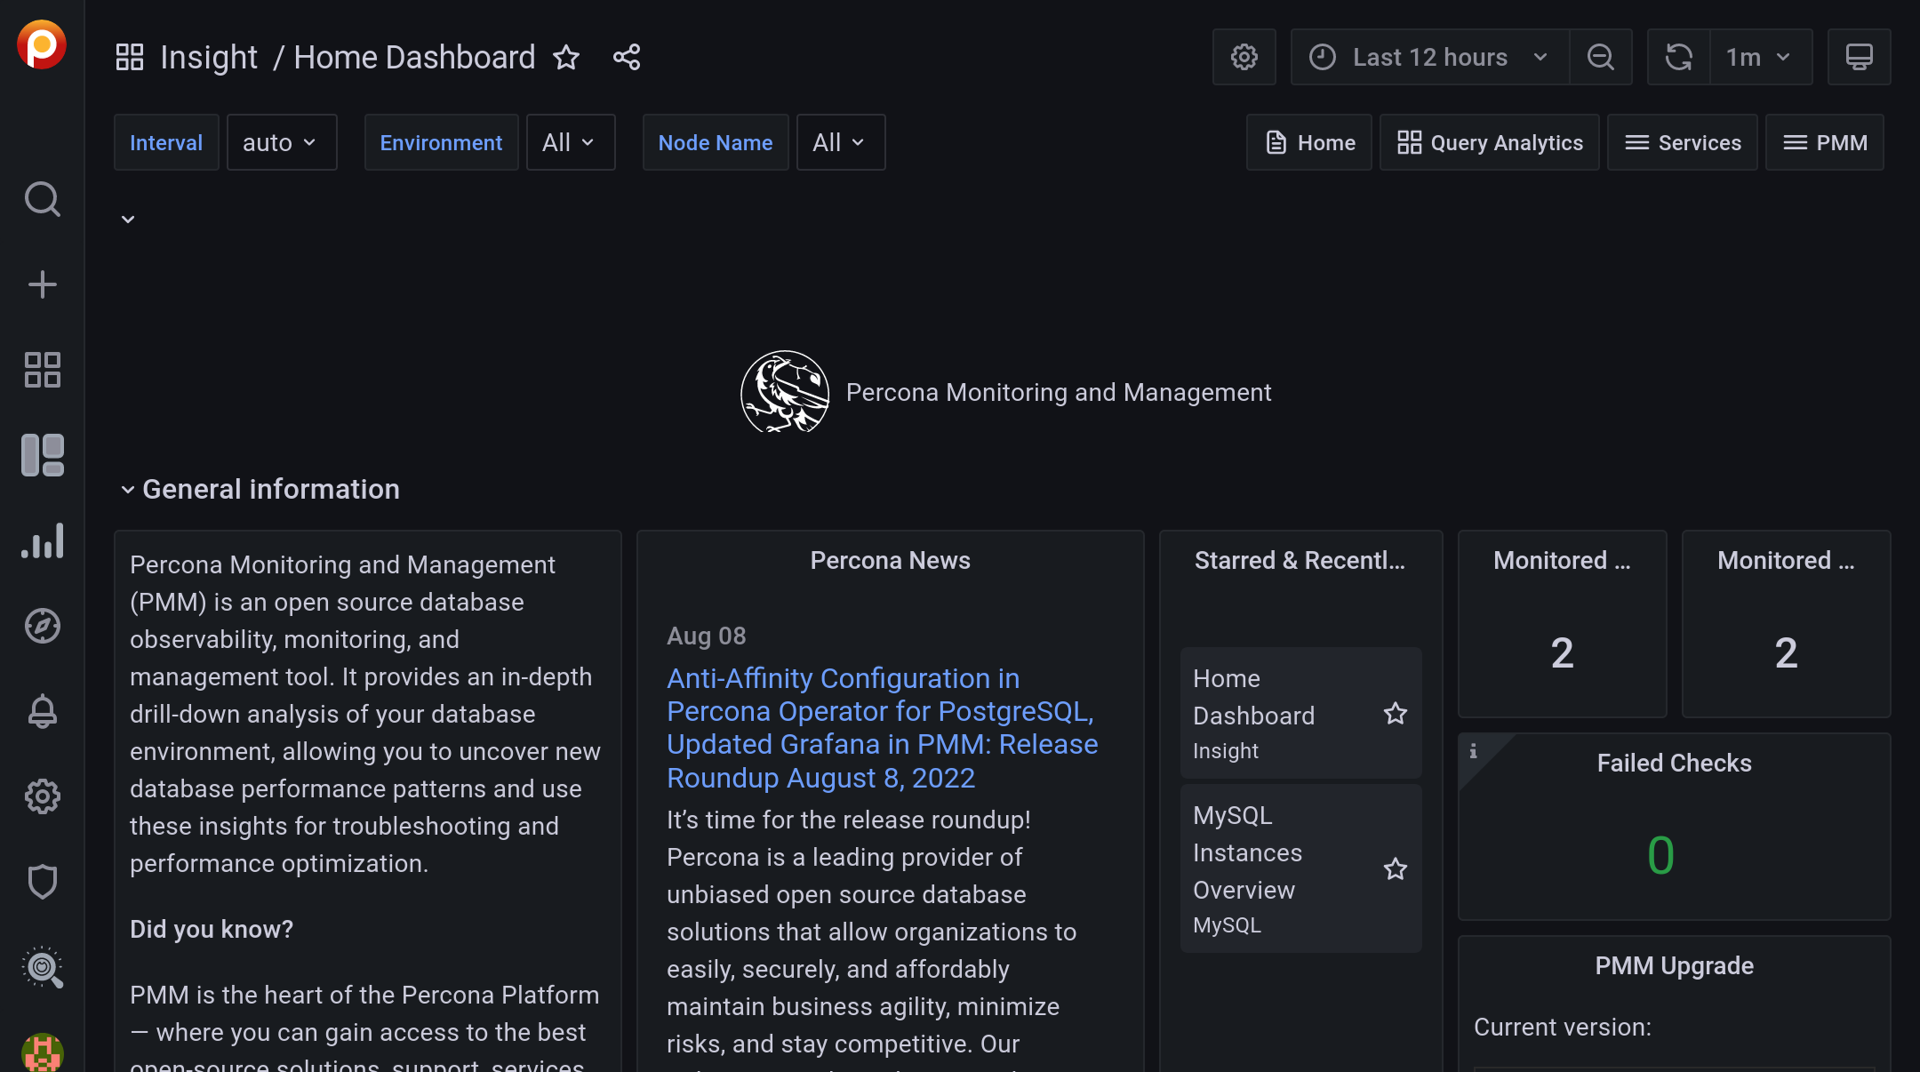 Insight / Home Dashboard
Last 12 hours
1m
Interval
auto
Environment
All
Node Name
All
Home
Query Analytics
Services
PMM
Percona Monitoring and Management
General information
Percona Monitoring and Management
(PMM) is an open source database
observability, monitoring, and
management tool. It provides an in-depth
drill-down analysis of your database
environment, allowing you to uncover new
database performance patterns and use
these insights for troubleshooting and
performance optimization.
Did you know?
PMM is the heart of the Percona Platform
— where you can gain access to the best
open-source solutions, support, services
Percona News
Aug 08
Anti-Affinity Configuration in
Percona Operator for PostgreSQL,
Updated Grafana in PMM: Release
Roundup August 8, 2022
It’s time for the release roundup!
Percona is a leading provider of
unbiased open source database
solutions that allow organizations to
easily, securely, and affordably
maintain business agility, minimize
risks, and stay competitive. Our
Starred & Recentl...
Home
Dashboard
Insight
MySQL
Instances
Overview
MySQL
Monitored ...
2
Monitored ...
2
Failed Checks
0
PMM Upgrade
Current version: